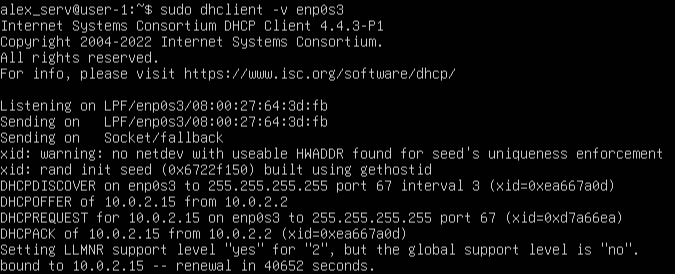 alex_serv@user-1:~$ sudo dhclient -v enp0s3
Internet Systems Consortium DHCP Client 4.4.3-P1
Copyright 2004-2022 Internet Systems Consortium.
All rights reserved.
For info, please visit https://www.isc.org/software/dhcp/
Listening on LPF/enp0s3/08:00:27:64:3d:fb
Sending on   LPF/enp0s3/08:00:27:64:3d:fb
Sending on   Socket/fallback
xid: warning: no netdev with useable HWADDR found for seed's uniqueness enforcement
xid: rand init seed (0x6722f150) built using gethostid
DHCPDISCOVER on enp0s3 to 255.255.255.255 port 67 interval 3 (xid=0xea667a0d)
DHCPOFFER of 10.0.2.15 from 10.0.2.2
DHCPREQUEST for 10.0.2.15 on enp0s3 to 255.255.255.255 port 67 (xid=0xd7a66ea)
DHCPACK of 10.0.2.15 from 10.0.2.2 (xid=0xea667a0d)
Setting LLMNR support level "yes" for "2", but the global support level is "no".
bound to 10.0.2.15 -- renewal in 40652 seconds.